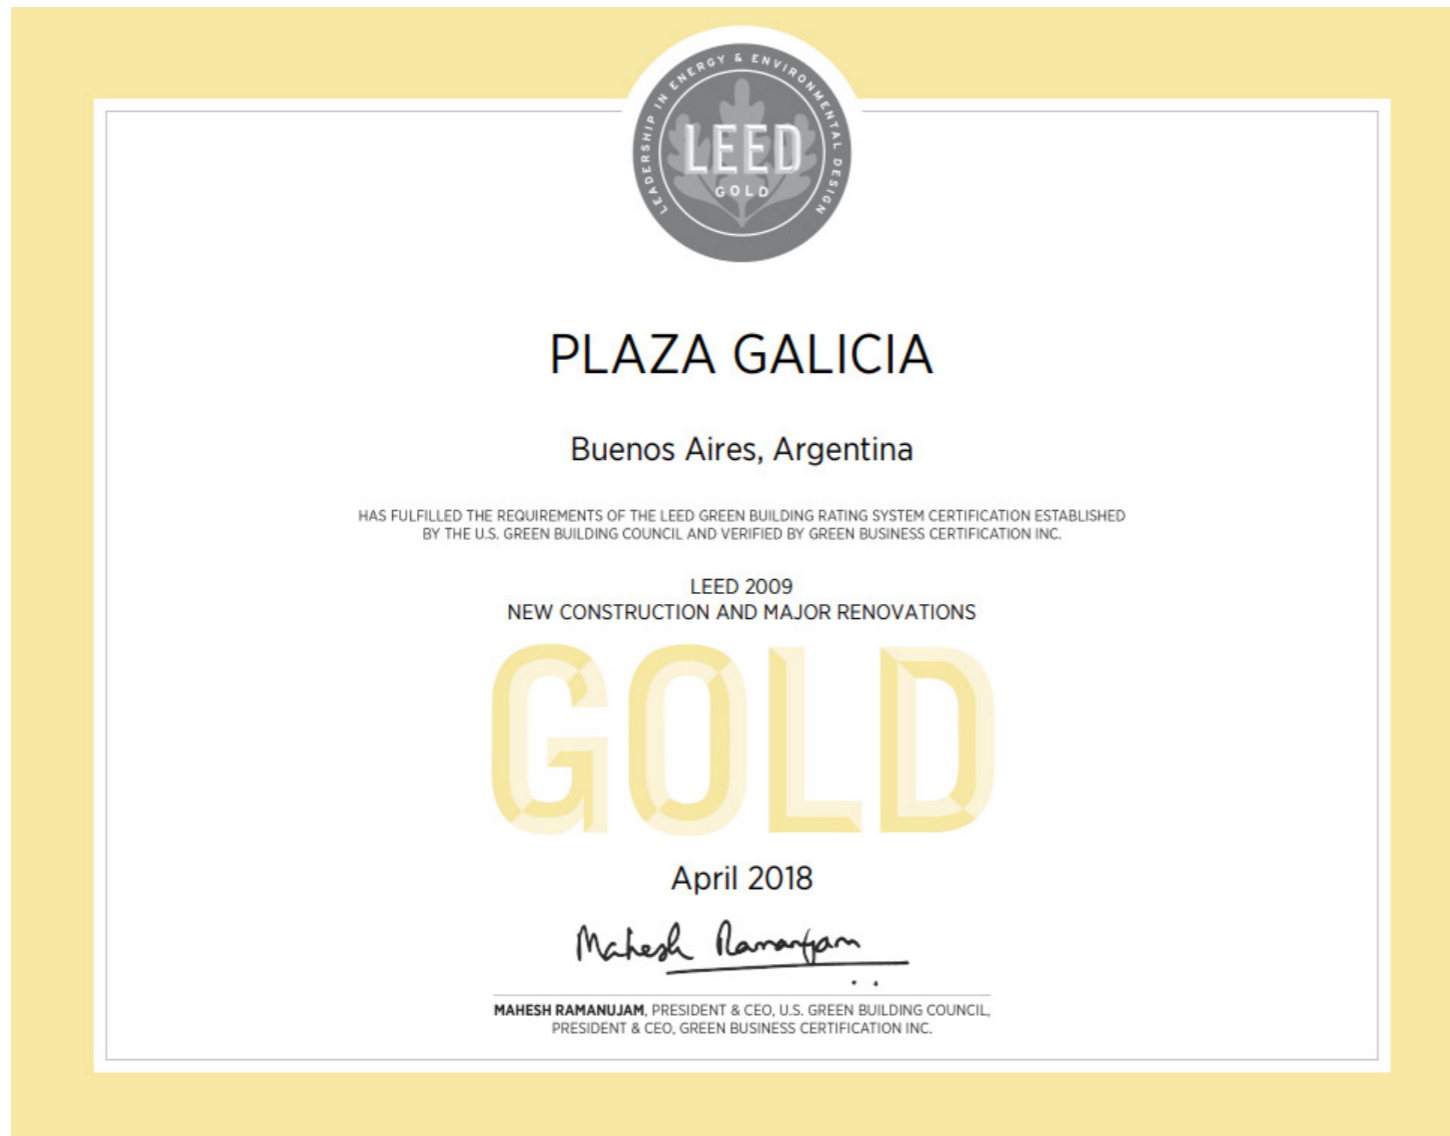 LEADERSHIP IN ENERGY & ENVIRONMENTAL DESIGN
LEED
GOLD
PLAZA GALICIA
Buenos Aires, Argentina
HAS FULFILLED THE REQUIREMENTS OF THE LEED GREEN BUILDING RATING SYSTEM CERTIFICATION ESTABLISHED
BY THE U.S. GREEN BUILDING COUNCIL AND VERIFIED BY GREEN BUSINESS CERTIFICATION INC.
LEED 2009
NEW CONSTRUCTION AND MAJOR RENOVATIONS
GOLD
April 2018
Mahesh Ramanujam
MAHESH RAMANUJAM, PRESIDENT & CEO, U.S. GREEN BUILDING COUNCIL,
PRESIDENT & CEO, GREEN BUSINESS CERTIFICATION INC.